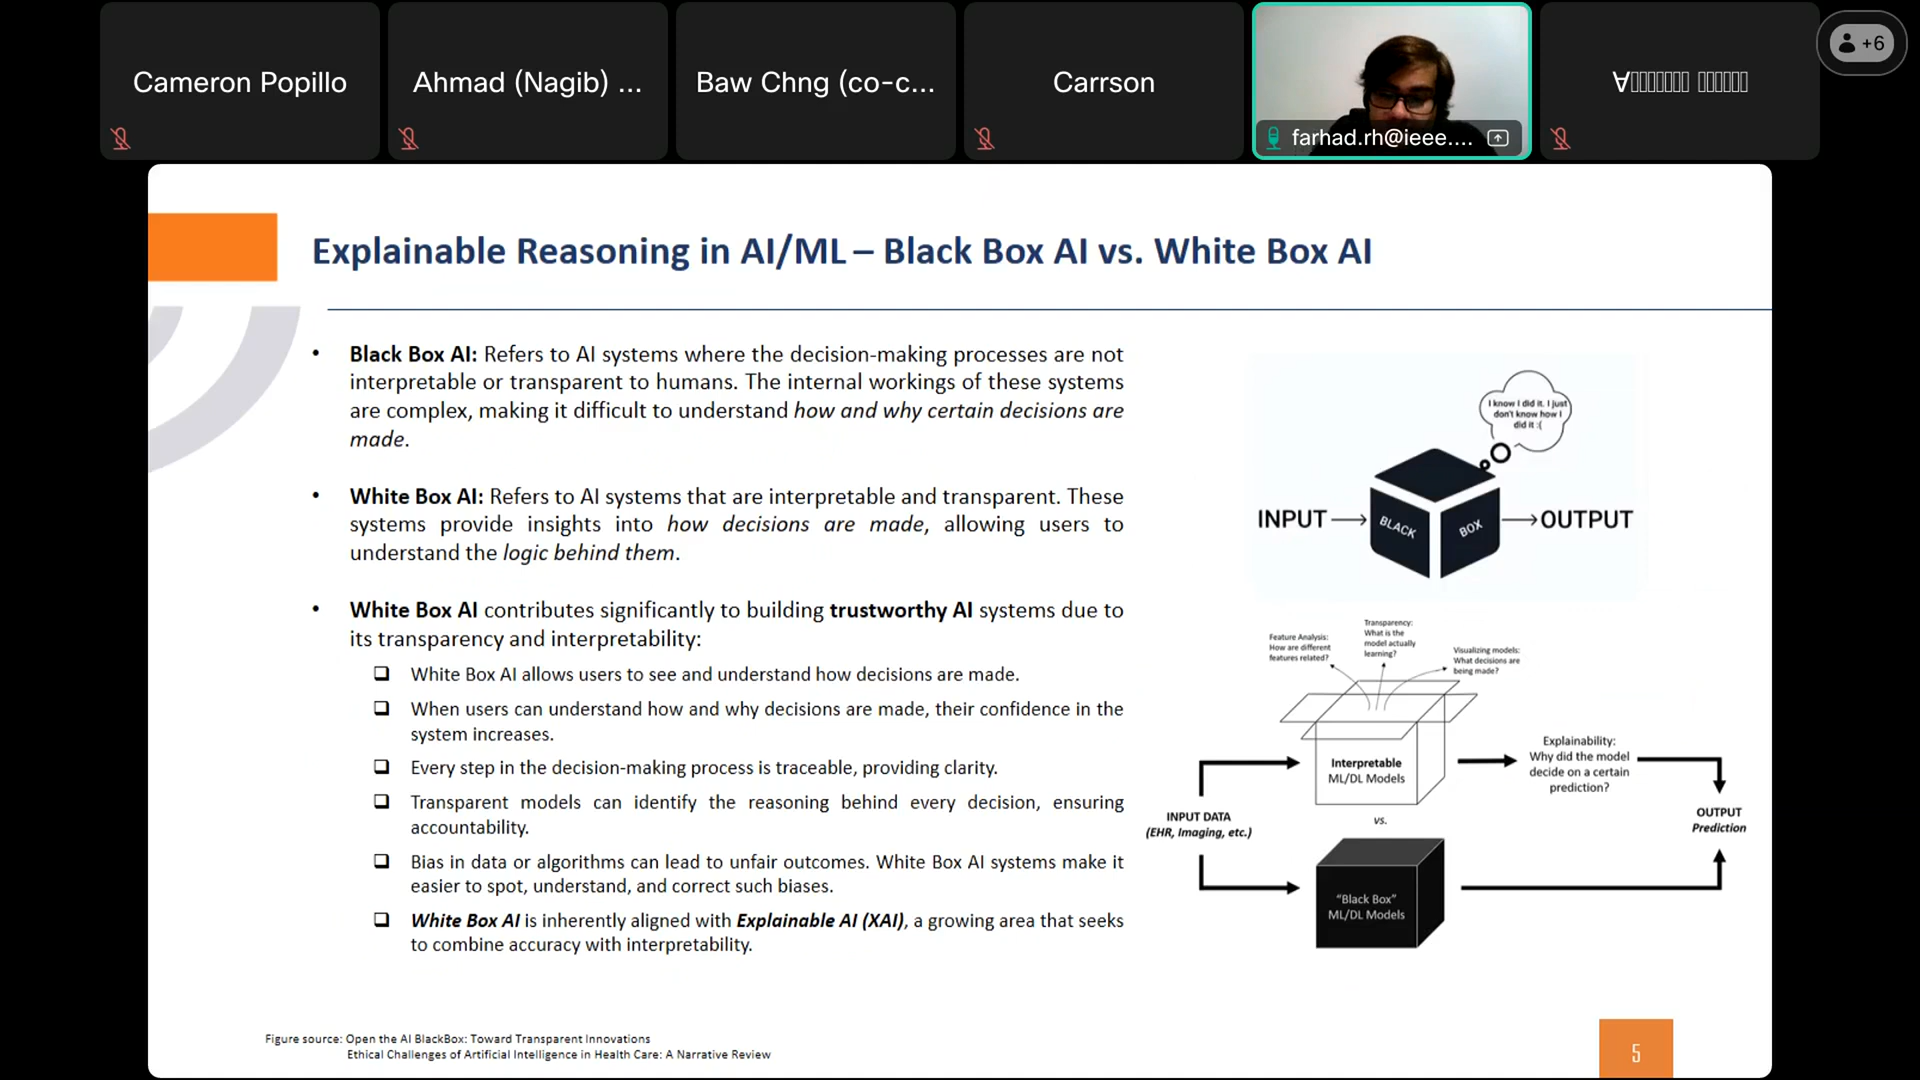 Cameron Popillo
Ahmad (Nagib) ...
Baw Chng (co-c...
Carrson
farhad.rh@ieee....
+6
Explainable Reasoning in AI/ML – Black Box AI vs. White Box AI
• Black Box AI: Refers to AI systems where the decision-making processes are not
interpretable or transparent to humans. The internal workings of these systems
are complex, making it difficult to understand how and why certain decisions are
made.
• White Box AI: Refers to AI systems that are interpretable and transparent. These
systems provide insights into how decisions are made, allowing users to
understand the logic behind them.
• White Box AI contributes significantly to building trustworthy AI systems due to
its transparency and interpretability:
❑ White Box AI allows users to see and understand how decisions are made.
❑ When users can understand how and why decisions are made, their confidence in the
system increases.
❑ Every step in the decision-making process is traceable, providing clarity.
❑ Transparent models can identify the reasoning behind every decision, ensuring
accountability.
❑ Bias in data or algorithms can lead to unfair outcomes. White Box AI systems make it
easier to spot, understand, and correct such biases.
❑ White Box AI is inherently aligned with Explainable AI (XAI), a growing area that seeks
to combine accuracy with interpretability.
I know I did it. I just
don't know how I
did it :(
INPUT
BLACK
BOX
OUTPUT
Feature Analysis:
How are different
features related?
Transparency:
What is the
model actually
learning?
Visualizing models:
What decisions are
being made?
Interpretable
ML/DL Models
Explainability:
Why did the model
decide on a certain
prediction?
INPUT DATA
(EHR, Imaging, etc.)
vs.
OUTPUT
Prediction
“Black Box”
ML/DL Models
Figure source: Open the AI BlackBox: Toward Transparent Innovations
Ethical Challenges of Artificial Intelligence in Health Care: A Narrative Review
5